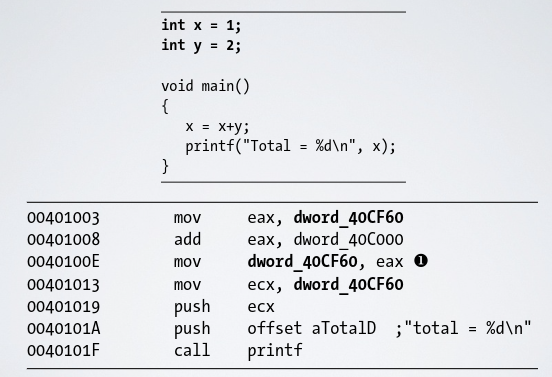 int x = 1;
int y = 2;
void main()
{
x = x+y;
printf("Total = %d\n", x);
}
00401003 mov eax, dword_40CF60
00401008 add eax, dword_40C000
0040100E mov dword_40CF60, eax ❶
00401013 mov ecx, dword_40CF60
00401019 push ecx
0040101A push offset aTotalD ;"total = %d\n"
0040101F call printf